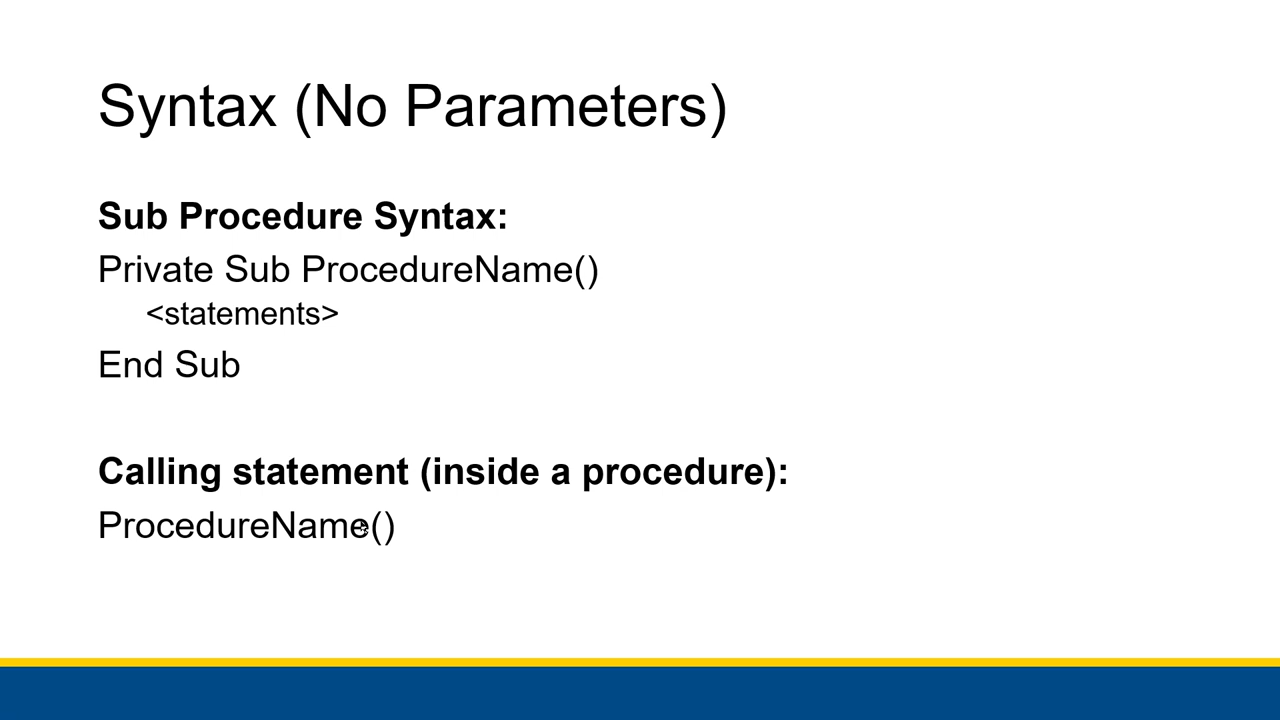 Syntax (No Parameters)
Sub Procedure Syntax:
Private Sub ProcedureName()
<statements>
End Sub
Calling statement (inside a procedure):
ProcedureName()